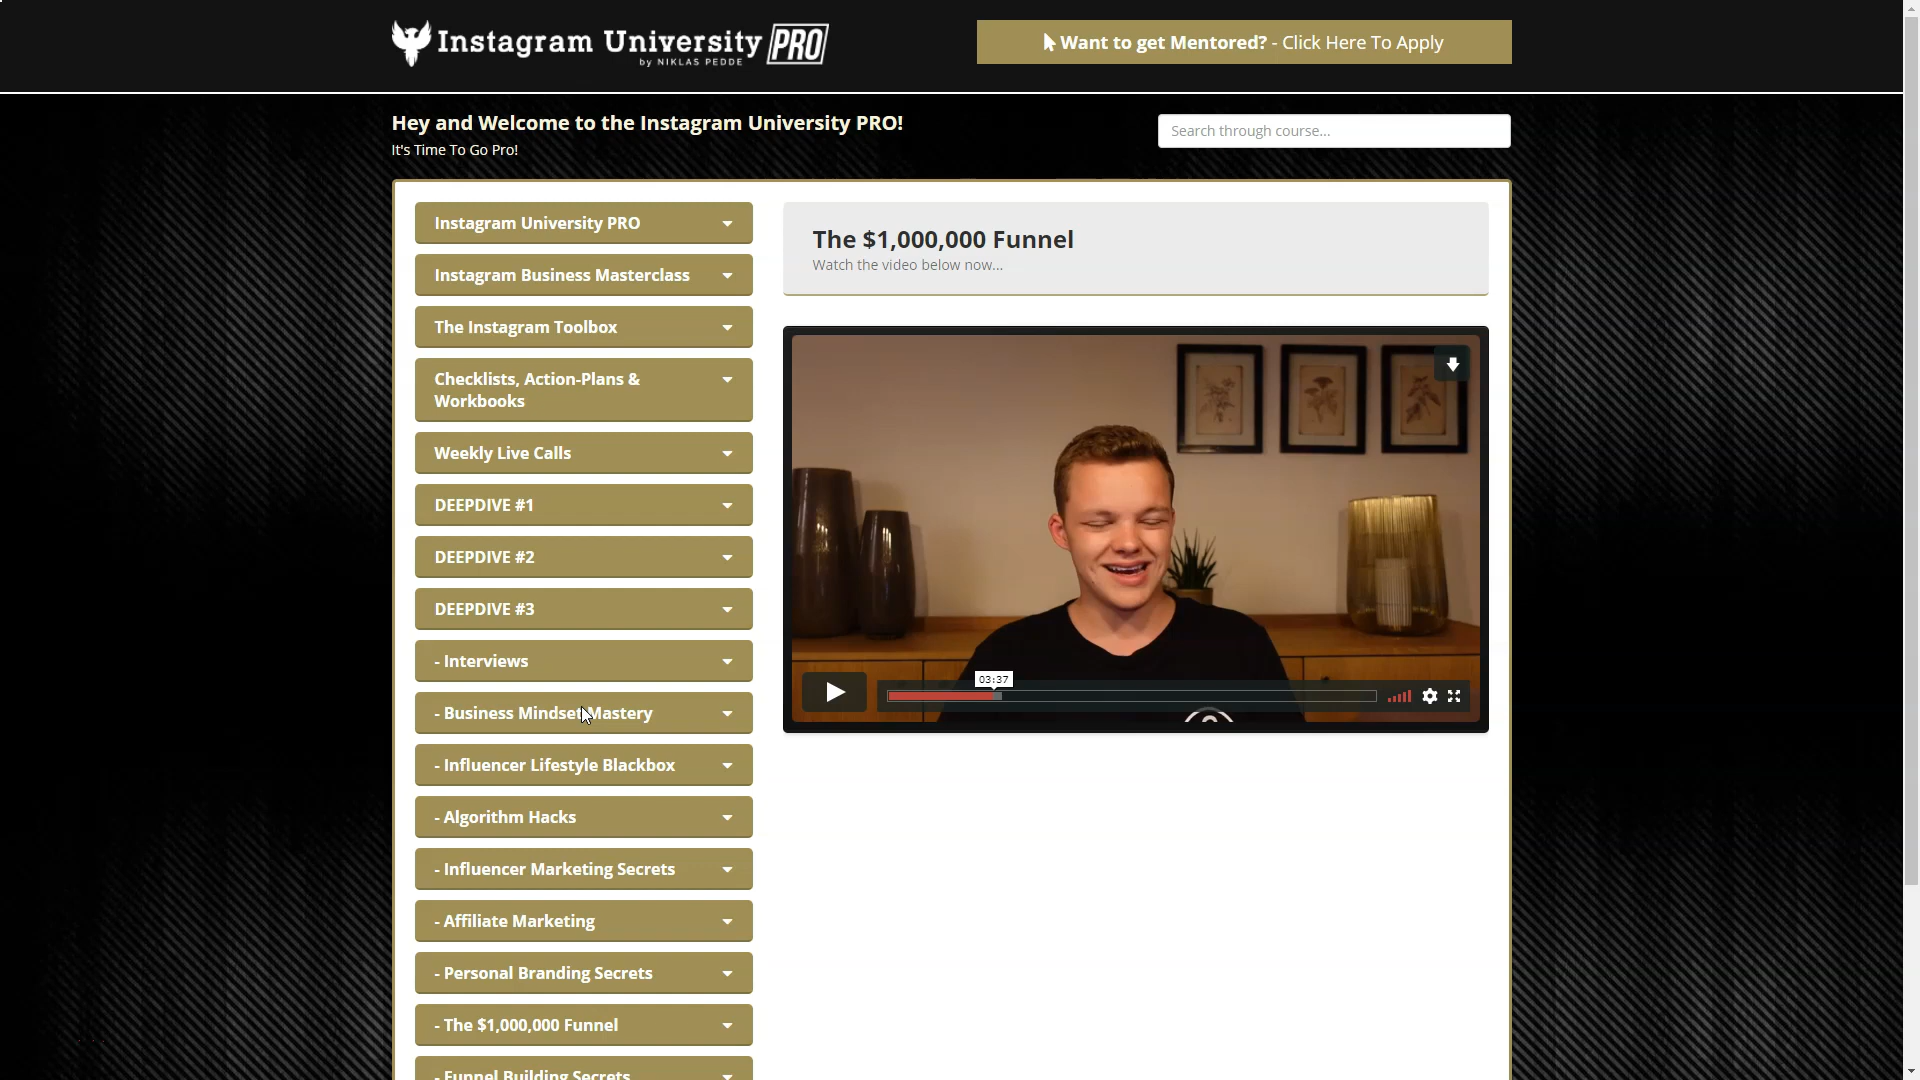 Instagram University PRO
by NIKLAS PEDDE
Want to get Mentored? - Click Here To Apply
Hey and Welcome to the Instagram University PRO!
It's Time To Go Pro!
Search through course...
Instagram University PRO
Instagram Business Masterclass
The Instagram Toolbox
Checklists, Action-Plans &
Workbooks
Weekly Live Calls
DEEPDIVE #1
DEEPDIVE #2
DEEPDIVE #3
- Interviews
- Business Mindset Mastery
- Influencer Lifestyle Blackbox
- Algorithm Hacks
- Influencer Marketing Secrets
- Affiliate Marketing
- Personal Branding Secrets
- The $1,000,000 Funnel
- Funnel Building Secrets
The $1,000,000 Funnel
Watch the video below now...
03:37